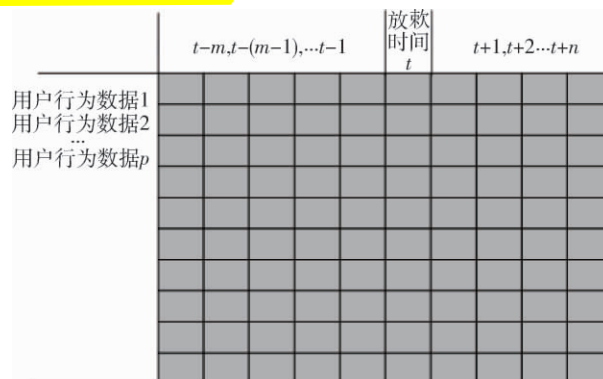 放款
时间
t−m,t−(m−1),···t−1
t
t+1,t+2···t+n
用户行为数据1
用户行为数据2
...
用户行为数据p